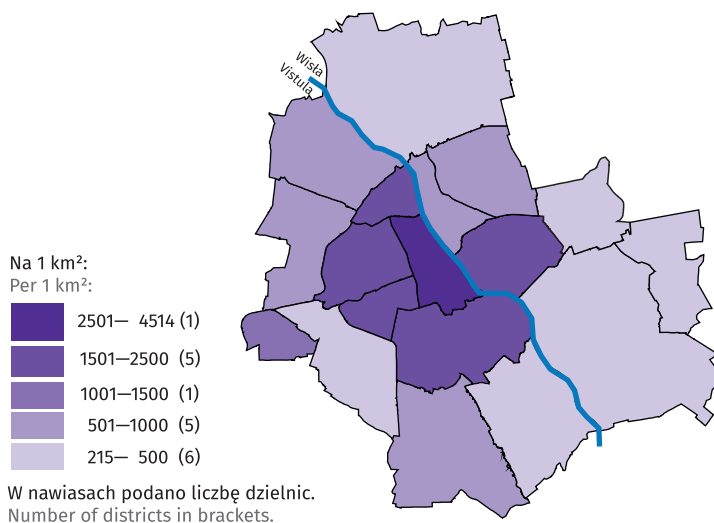 Wisła
Vistula
Na 1 km²:
Per 1 km²:
2501— 4514 (1)
1501—2500 (5)
1001—1500 (1)
501—1000 (5)
215— 500 (6)
W nawiasach podano liczbę dzielnic.
Number of districts in brackets.